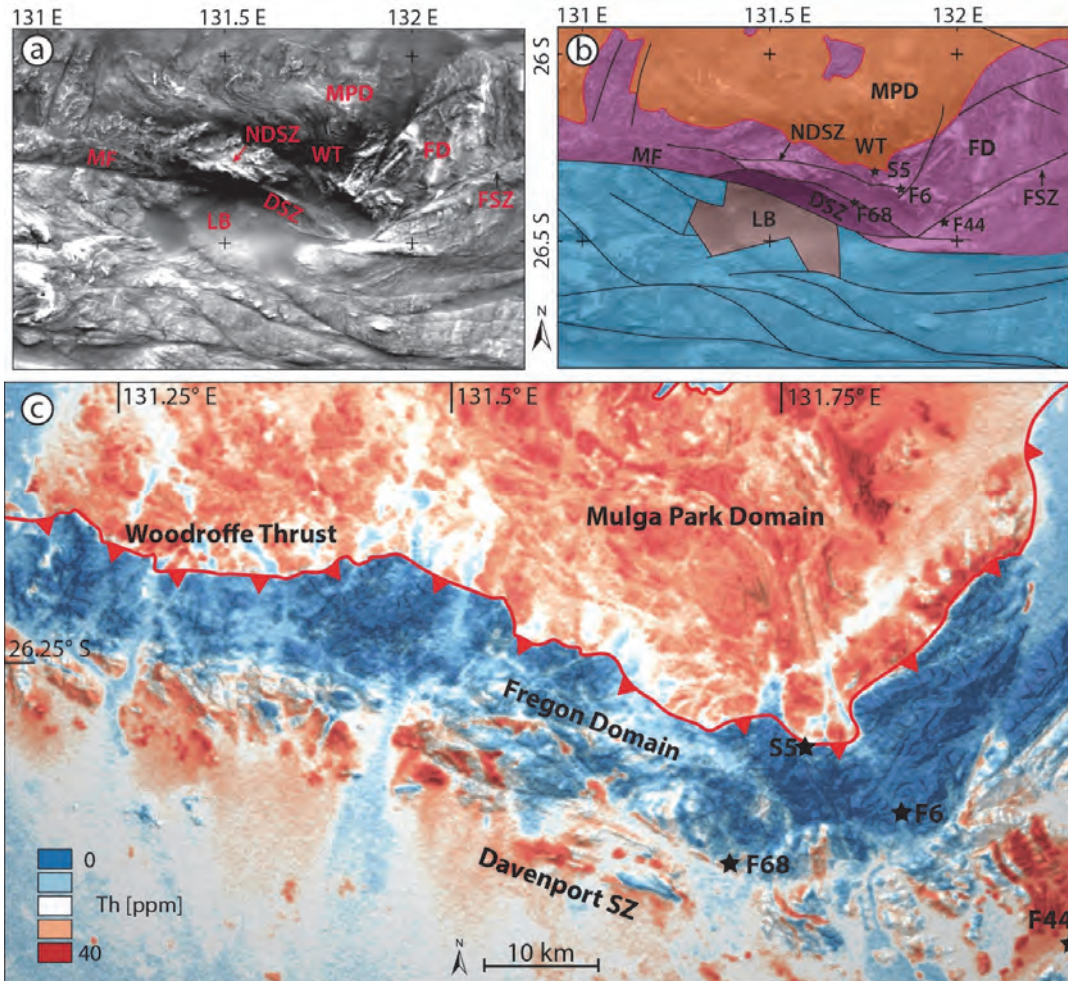 131 E 131.5 E 132 E
a
MPD
NDSZ
WT
MF
FD
FSZ
DSZ
LB
26 S
26.5 S
N
131 E 131.5 E 132 E
b
MPD
NDSZ
WT
S5
FD
MF
F6
FSZ
DSZ
F68
F44
LB
c
131.25° E
131.5° E
131.75° E
Woodroffe Thrust
Mulga Park Domain
26.25° S
Fregon Domain
S5
F6
F68
Davenport SZ
F44
0
Th [ppm]
40
N
10 km